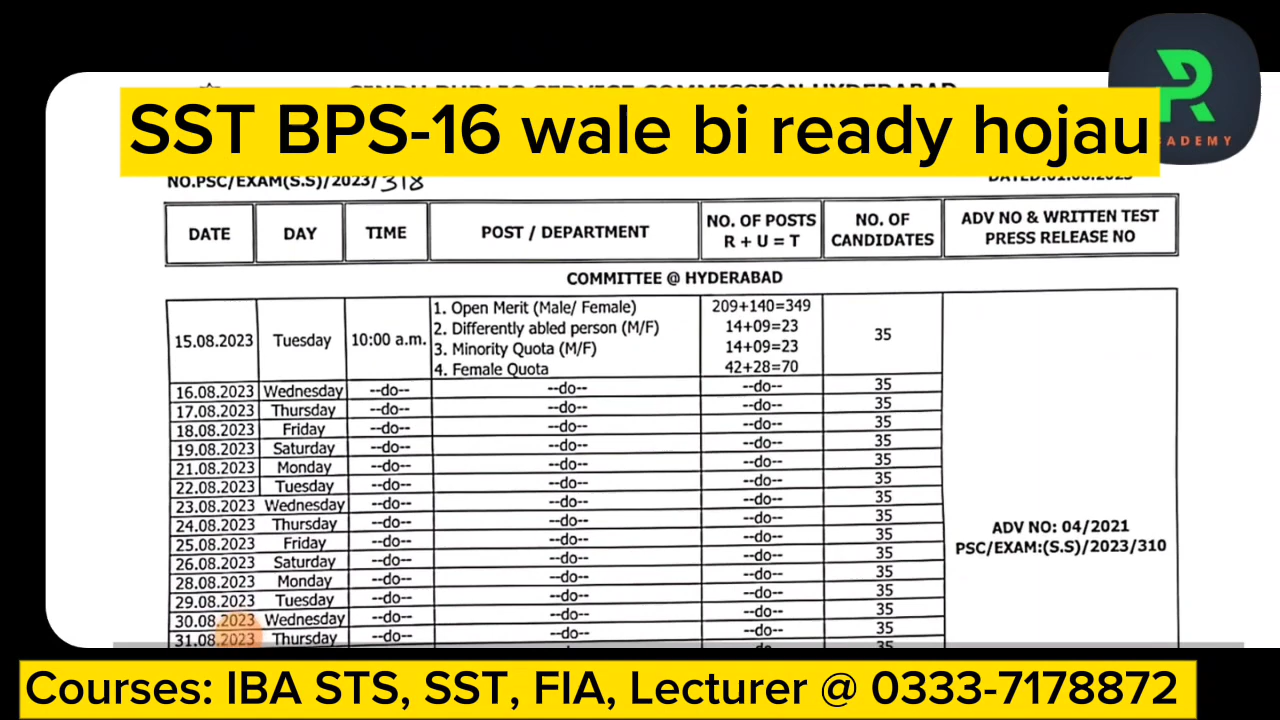 SINDH PUBLIC SERVICE COMMISSION HYDERABAD
SST BPS-16 wale bi ready hojau
ADEMY
NO.PSC/EXAM(S.S)/2023/318
DATE DAY TIME POST / DEPARTMENT NO. OF POSTS R + U = T NO. OF CANDIDATES ADV NO & WRITTEN TEST PRESS RELEASE NO
COMMITTEE @ HYDERABAD
15.08.2023 Tuesday 10:00 a.m. 1. Open Merit (Male/ Female) 209+140=349 35
2. Differently abled person (M/F) 14+09=23
3. Minority Quota (M/F) 14+09=23
4. Female Quota 42+28=70
16.08.2023 Wednesday --do-- --do-- --do-- 35
17.08.2023 Thursday --do-- --do-- --do-- 35
18.08.2023 Friday --do-- --do-- --do-- 35
19.08.2023 Saturday --do-- --do-- --do-- 35
21.08.2023 Monday --do-- --do-- --do-- 35
22.08.2023 Tuesday --do-- --do-- --do-- 35
23.08.2023 Wednesday --do-- --do-- --do-- 35
24.08.2023 Thursday --do-- --do-- --do-- 35
25.08.2023 Friday --do-- --do-- --do-- 35
26.08.2023 Saturday --do-- --do-- --do-- 35
28.08.2023 Monday --do-- --do-- --do-- 35
29.08.2023 Tuesday --do-- --do-- --do-- 35
30.08.2023 Wednesday --do-- --do-- --do-- 35
31.08.2023 Thursday --do-- --do-- --do-- 35
ADV NO: 04/2021
PSC/EXAM:(S.S)/2023/310
Courses: IBA STS, SST, FIA, Lecturer @ 0333-7178872